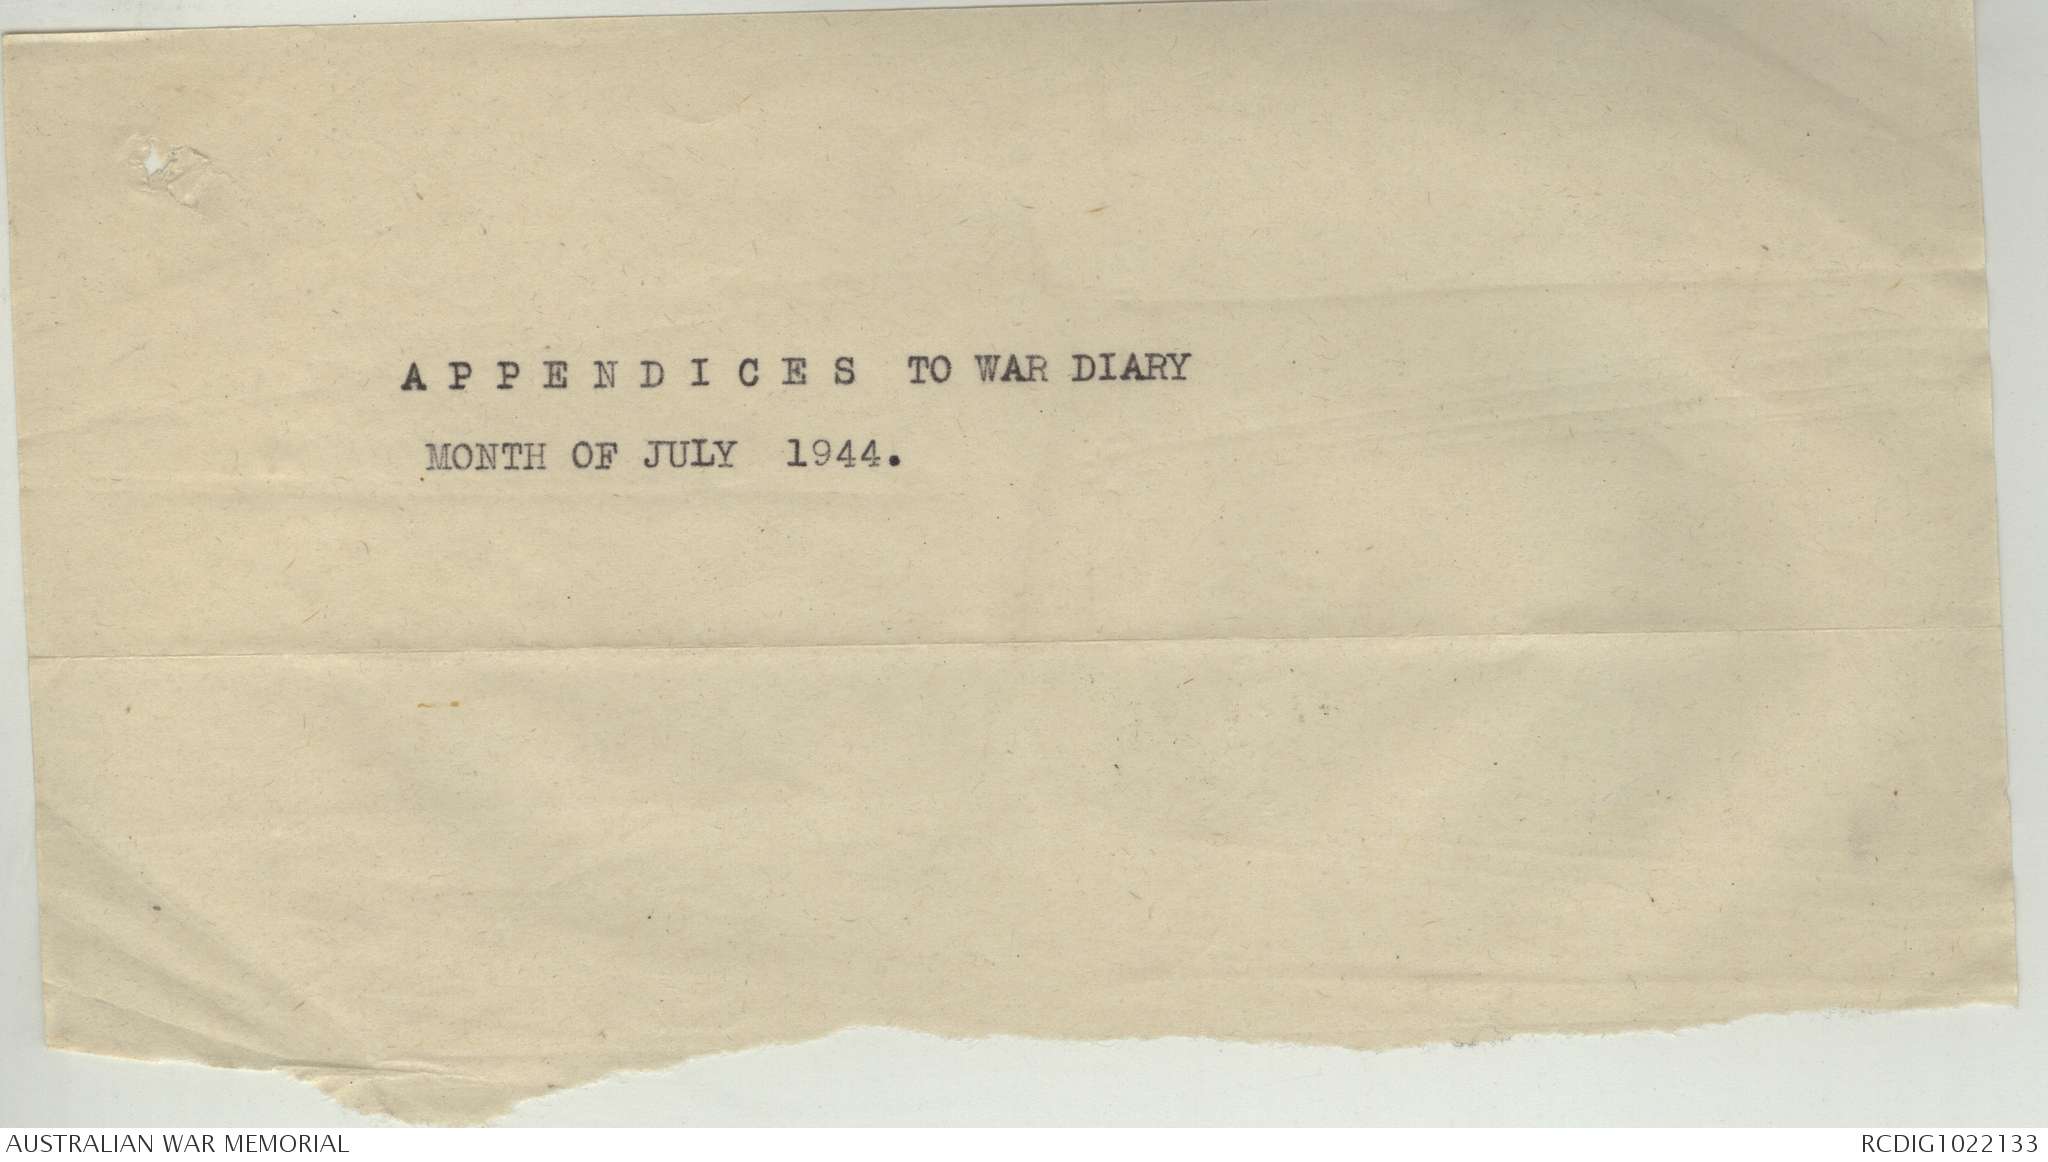 A P P E N D I C E S TO WAR DIARY
MONTH OF JULY 1944.
AUSTRALIAN WAR MEMORIAL
RCDIG1022133